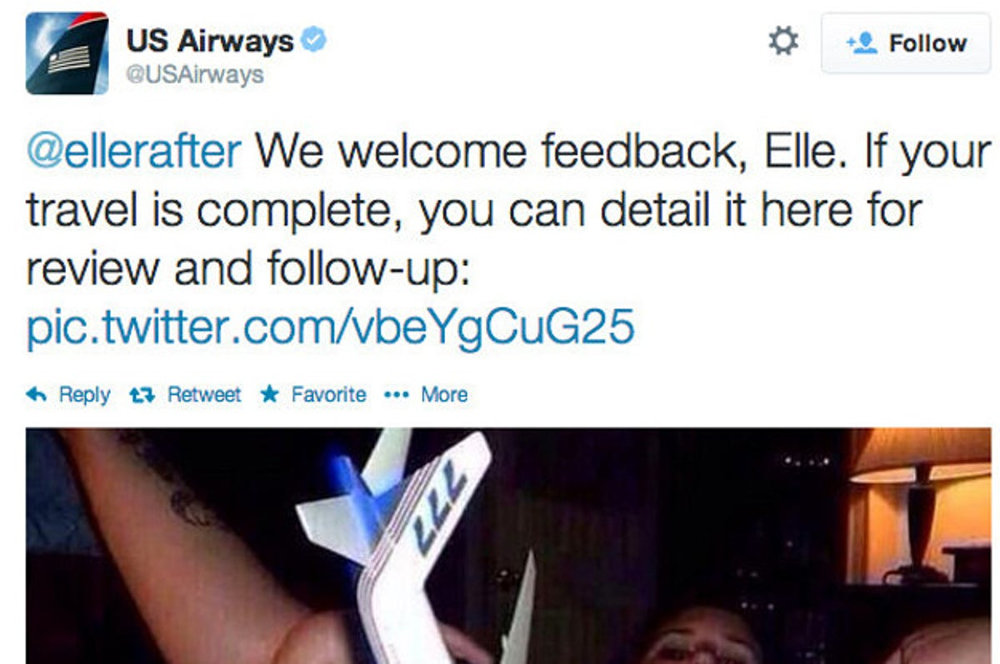 US Airways
@USAirways
Follow
@ellerafter We welcome feedback, Elle. If your
travel is complete, you can detail it here for
review and follow-up:
pic.twitter.com/vbeYgCuG25
Reply Retweet Favorite More
777